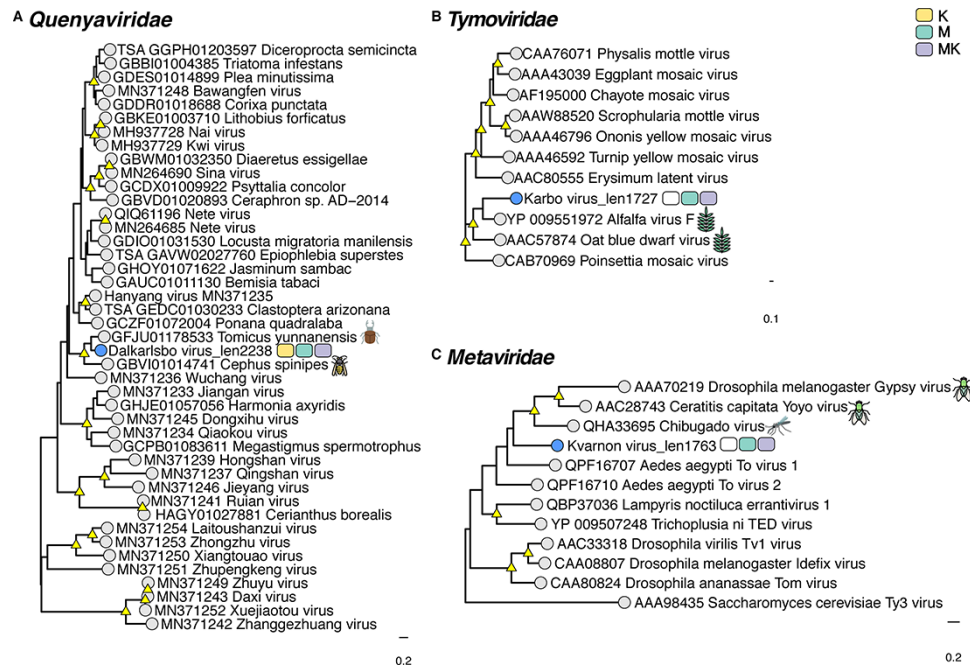 A Quenyaviridae
TSA GGPH01203597 Diceroprocta semicincta
GBBI01004385 Triatoma infestans
GDES01014899 Plea minutissima
MN371248 Bawangfen virus
GDDR01018688 Corixa punctata
GBKE01003710 Lithobius forficatus
MH937728 Nai virus
MH937729 Kwi virus
GBWM01032350 Diaeretus essigellae
MN264690 Sina virus
GCDX01009922 Psyttalia concolor
GBVD01020893 Ceraphron sp. AD−2014
QIQ61196 Nete virus
MN264685 Nete virus
GDIO01031530 Locusta migratoria manilensis
TSA GAVW02027760 Epiophlebia superstes
GHOY01071622 Jasminum sambac
GAUC01011130 Bemisia tabaci
Hanyang virus MN371235
TSA GEDC01030233 Clastoptera arizonana
GCZF01072004 Ponana quadralaba
GFJU01178533 Tomicus yunnanensis
Dalkarlsbo virus_len2238
GBVI01014741 Cephus spinipes
MN371236 Wuchang virus
MN371233 Jiangan virus
GHJE01057056 Harmonia axyridis
MN371245 Dongxihu virus
MN371234 Qiaokou virus
GCPB01083611 Megastigmus spermotrophus
MN371239 Hongshan virus
MN371237 Qingshan virus
MN371246 Jieyang virus
MN371241 Ruian virus
HAGY01027881 Cerianthus borealis
MN371254 Laitoushanzui virus
MN371253 Zhongzhu virus
MN371250 Xiangtouao virus
MN371251 Zhupengkeng virus
MN371249 Zhuyu virus
MN371243 Daxi virus
MN371252 Xuejiaotou virus
MN371242 Zhanggezhuang virus
0.2
B Tymoviridae
CAA76071 Physalis mottle virus
AAA43039 Eggplant mosaic virus
AF195000 Chayote mosaic virus
AAW88520 Scrophularia mottle virus
AAA46796 Ononis yellow mosaic virus
AAA46592 Turnip yellow mosaic virus
AAC80555 Erysimum latent virus
Karbo virus_len1727
YP 009551972 Alfalfa virus F
AAC57874 Oat blue dwarf virus
CAB70969 Poinsettia mosaic virus
0.1
K
M
MK
C Metaviridae
AAA70219 Drosophila melanogaster Gypsy virus
AAC28743 Ceratitis capitata Yoyo virus
QHA33695 Chibugado virus
Kvarnon virus_len1763
QPF16707 Aedes aegypti To virus 1
QPF16710 Aedes aegypti To virus 2
QBP37036 Lampyris noctiluca errantivirus 1
YP 009507248 Trichoplusia ni TED virus
AAC33318 Drosophila virilis Tv1 virus
CAA08807 Drosophila melanogaster Idefix virus
CAA80824 Drosophila ananassae Tom virus
AAA98435 Saccharomyces cerevisiae Ty3 virus
0.2